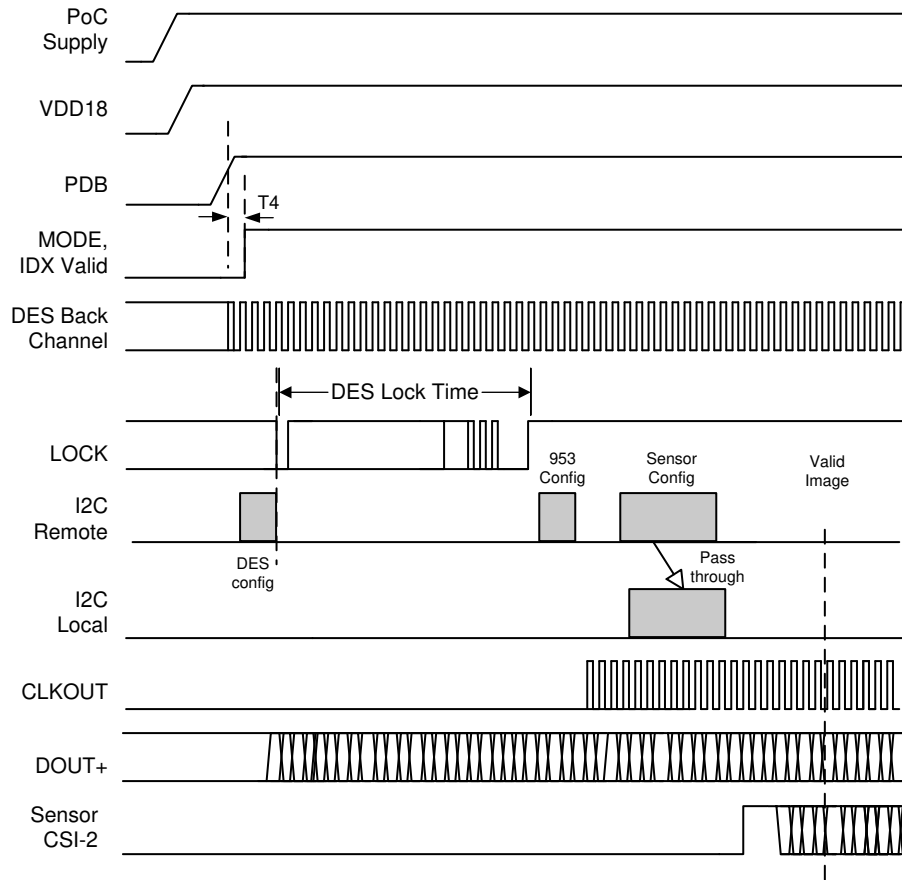 PoC
Supply
VDD18
PDB
T4
MODE,
IDX Valid
DES Back
Channel
DES Lock Time
LOCK
953
Config
Sensor
Config
Valid
Image
I2C
Remote
DES
config
Pass
through
I2C
Local
CLKOUT
DOUT+
Sensor
CSI-2